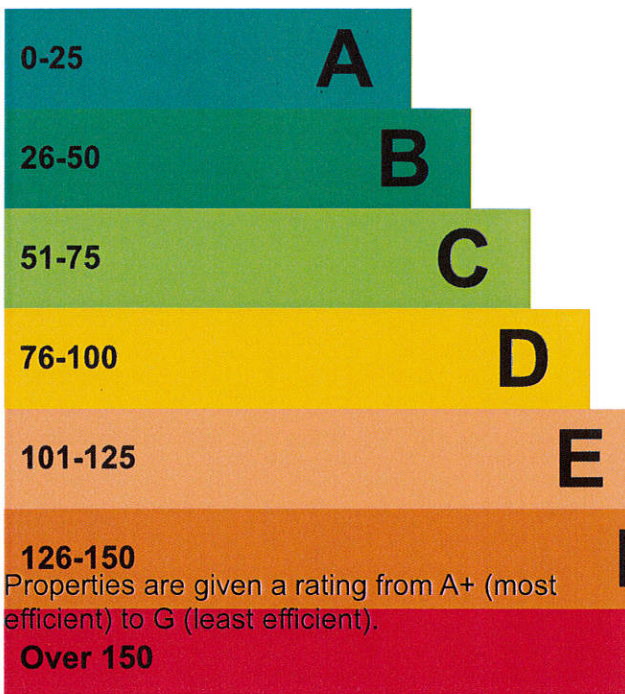 0-25 A
26-50 B
51-75 C
76-100 D
101-125 E
126-150
Properties are given a rating from A+ (most
efficient) to G (least efficient).
Over 150